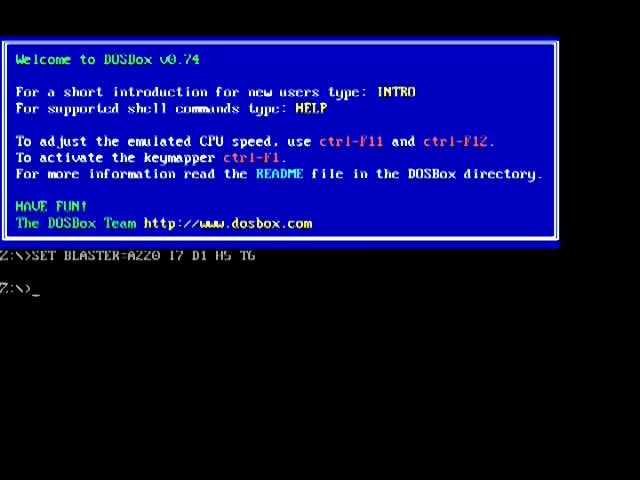 Welcome to DOSBox v0.74
For a short introduction for new users type: INTRO
For supported shell commands type: HELP
To adjust the emulated CPU speed, use ctrl-F11 and ctrl-F12.
To activate the keymapper ctrl-F1.
For more information read the README file in the DOSBox directory.
HAVE FUN!
The DOSBox Team http://www.dosbox.com
Z:\>SET BLASTER=A220 I7 D1 H5 T6
Z:\>_